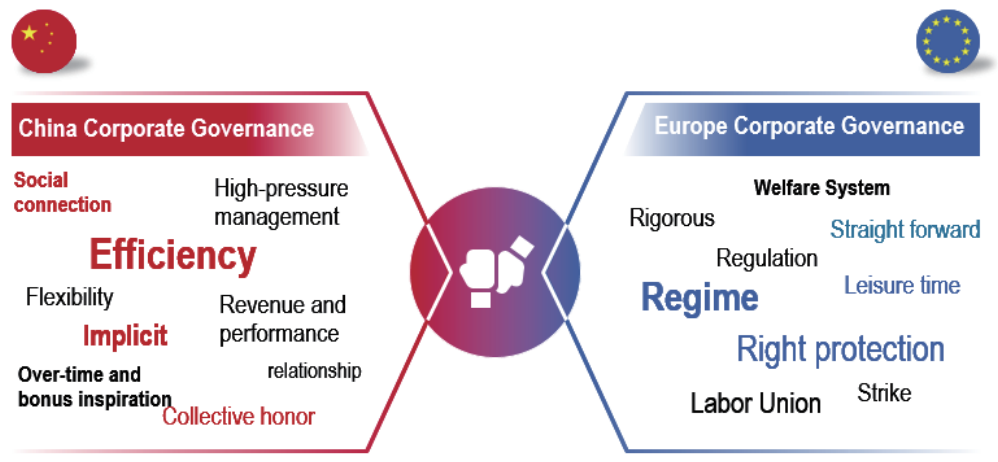 China Corporate Governance
Social
connection
High-pressure
management
Efficiency
Flexibility
Revenue and
performance
Implicit
Over-time and
bonus inspiration
relationship
Collective honor
Europe Corporate Governance
Welfare System
Rigorous
Straight forward
Regulation
Regime
Leisure time
Right protection
Labor Union
Strike